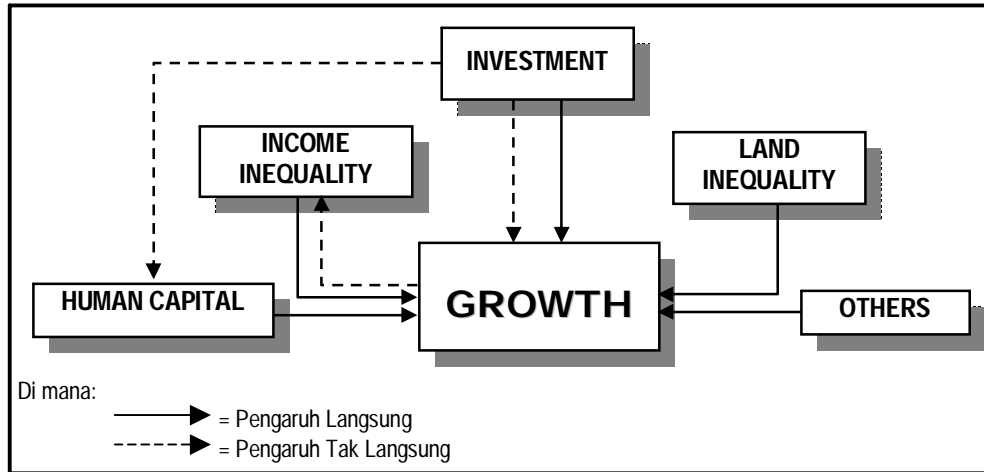 INVESTMENT
INCOME
INEQUALITY
LAND
INEQUALITY
HUMAN CAPITAL
GROWTH
OTHERS
Di mana:
= Pengaruh Langsung
= Pengaruh Tak Langsung